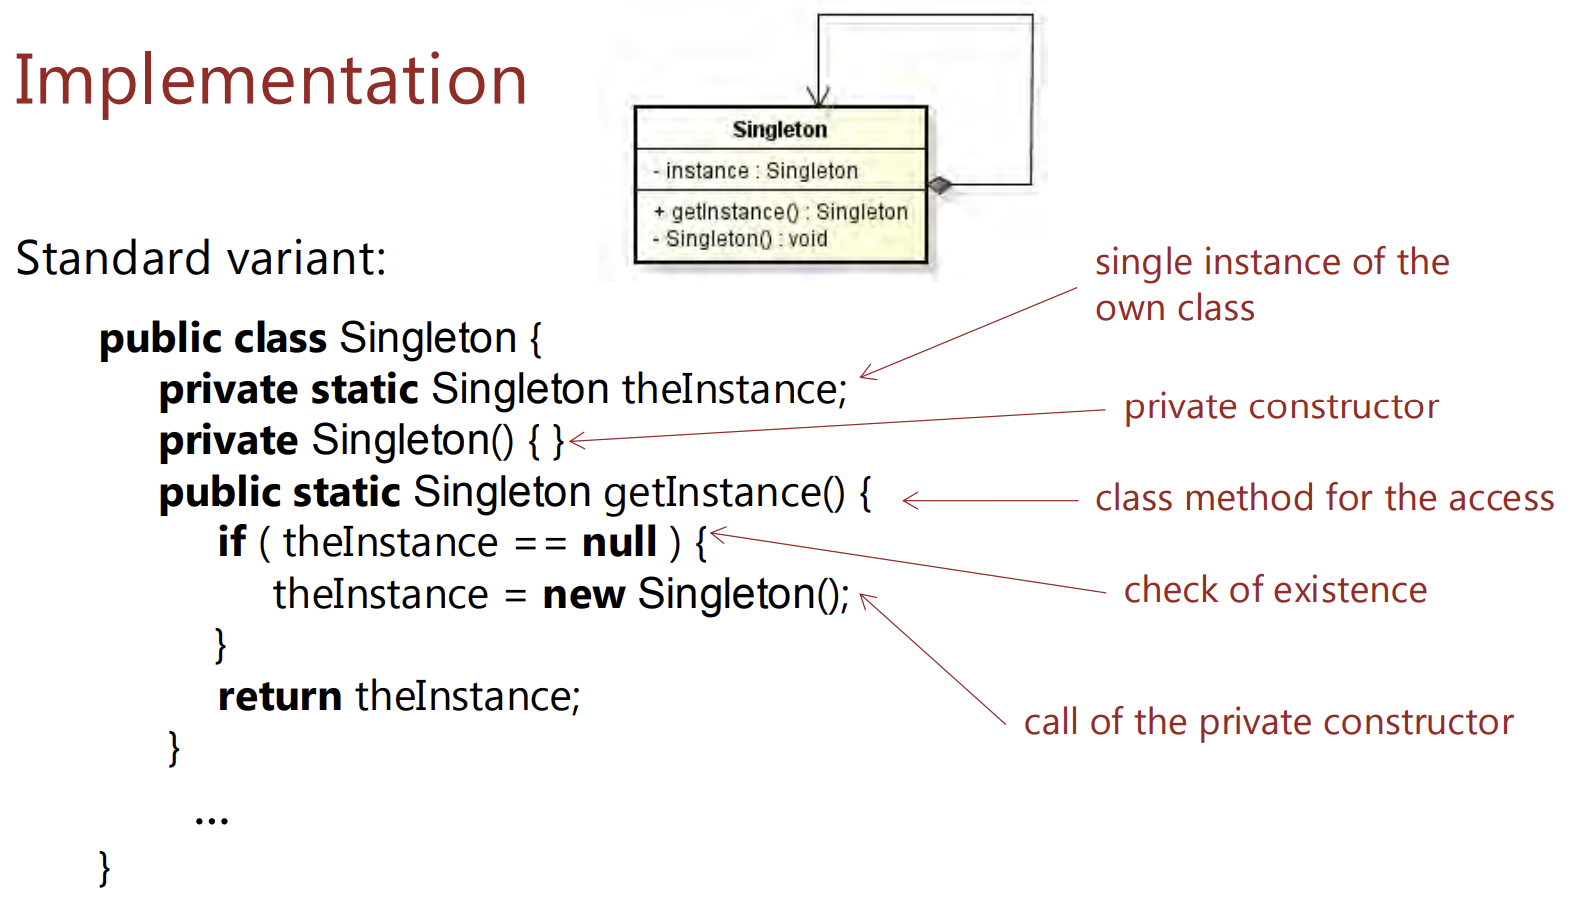 Implementation
Singleton
- instance : Singleton
+ getInstance() : Singleton
- Singleton() : void
Standard variant:
public class Singleton {
private static Singleton theInstance;
private Singleton() { }
public static Singleton getInstance() {
if ( theInstance == null ) {
theInstance = new Singleton();
}
return theInstance;
}
...
}
single instance of the
own class
private constructor
class method for the access
check of existence
call of the private constructor